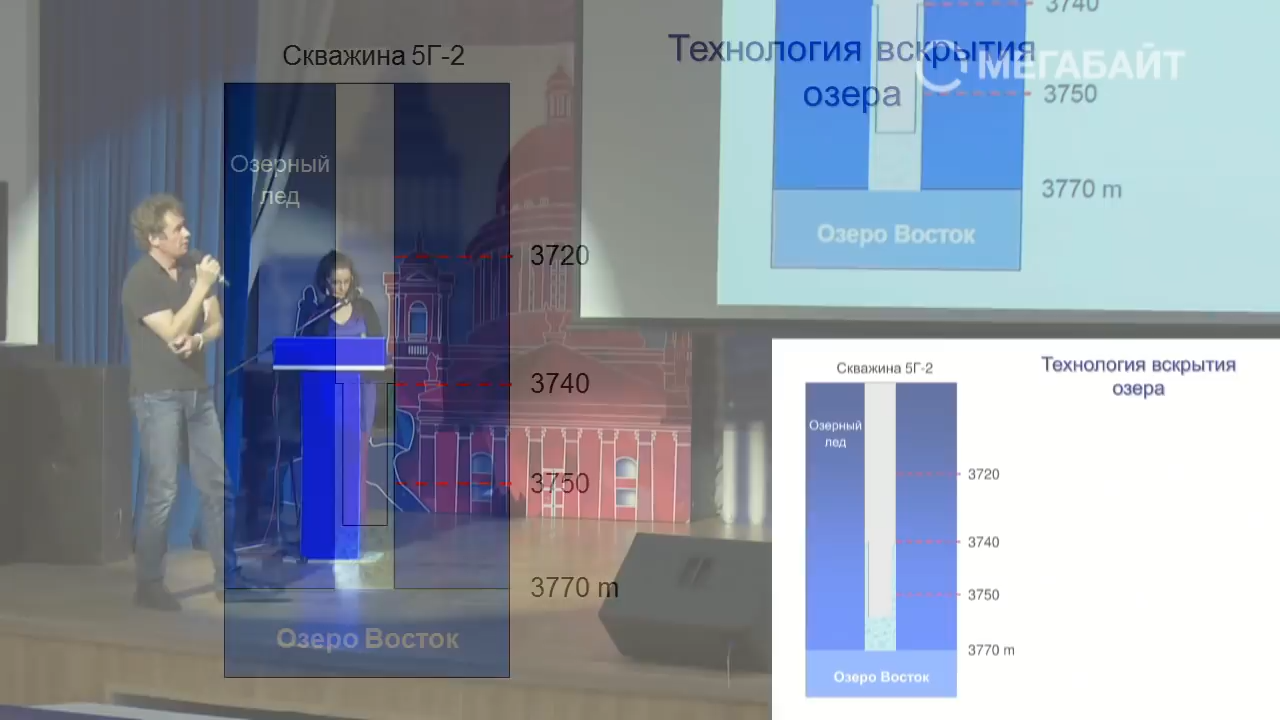 Скважина 5Г-2
Технология вскрытия
озера
Озерный
лед
3720
3740
3750
3770 m
Озеро Восток
3740
3750
3770 m
Озеро Восток
МЕГАБАЙТ
Скважина 5Г-2
Технология вскрытия
озера
Озерный
лед
3720
3740
3750
3770 m
Озеро Восток